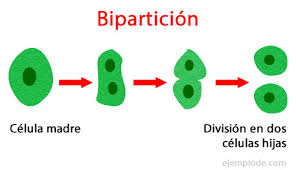 Bipartición
Célula madre
División en dos
células hijas
ejemplode.com